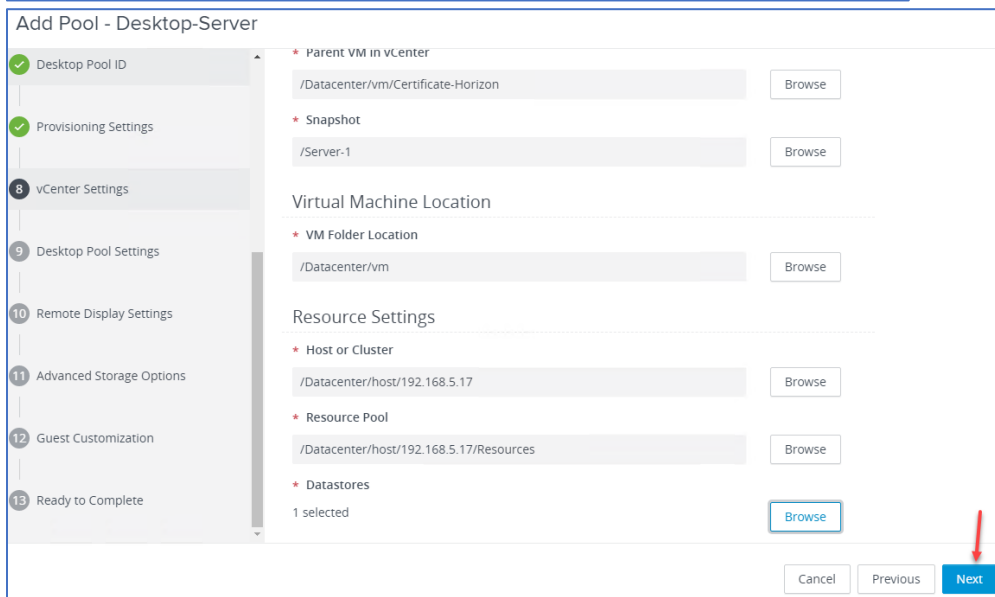 Add Pool - Desktop-Server
Desktop Pool ID
Provisioning Settings
8 vCenter Settings
9 Desktop Pool Settings
10 Remote Display Settings
11 Advanced Storage Options
12 Guest Customization
13 Ready to Complete
* Parent VM in vCenter
/Datacenter/vm/Certificate-Horizon Browse
* Snapshot
/Server-1 Browse
Virtual Machine Location
* VM Folder Location
/Datacenter/vm Browse
Resource Settings
* Host or Cluster
/Datacenter/host/192.168.5.17 Browse
* Resource Pool
/Datacenter/host/192.168.5.17/Resources Browse
* Datastores
1 selected Browse
Cancel Previous Next